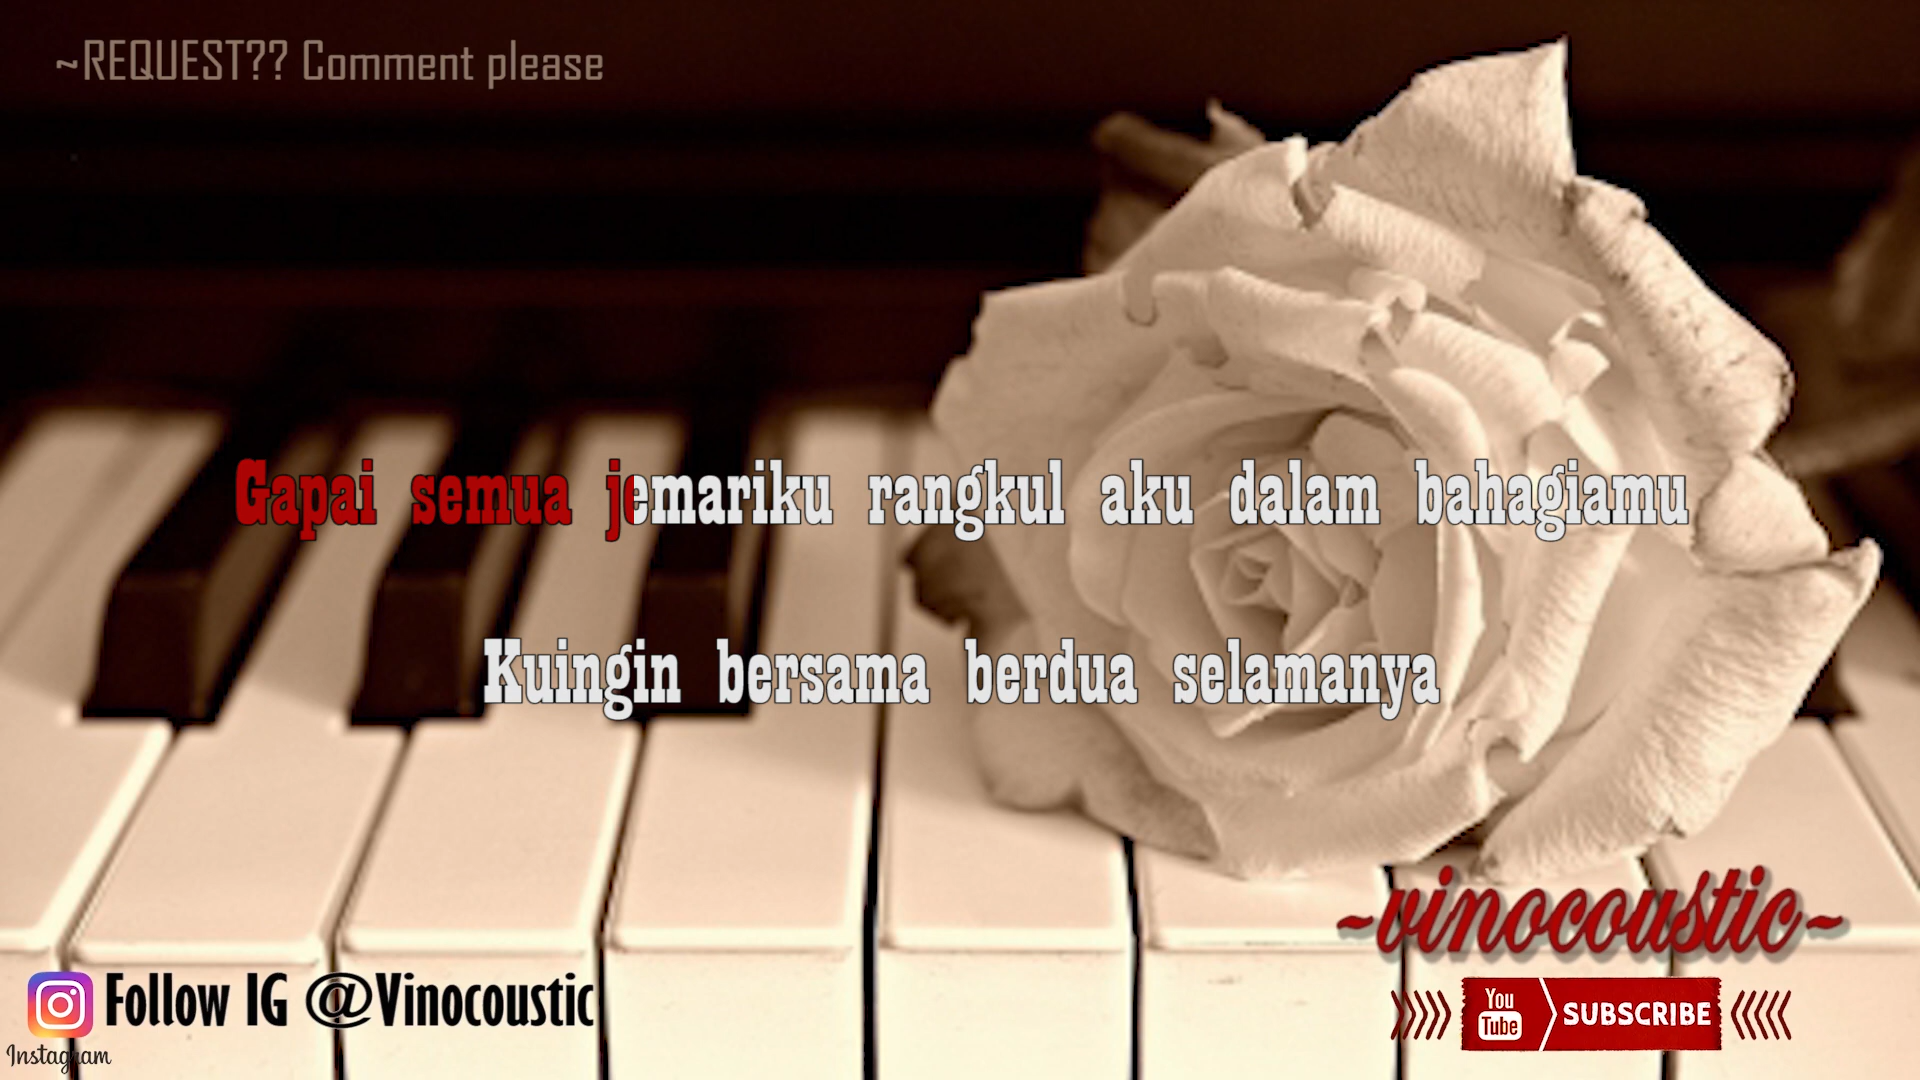 ~REQUEST?? Comment please
Gapai semua jemariku rangkul aku dalam bahagiamu
Kuingin bersama berdua selamanya
~vinocoustic~
Follow IG @Vinocoustic
Instagram
You Tube SUBSCRIBE